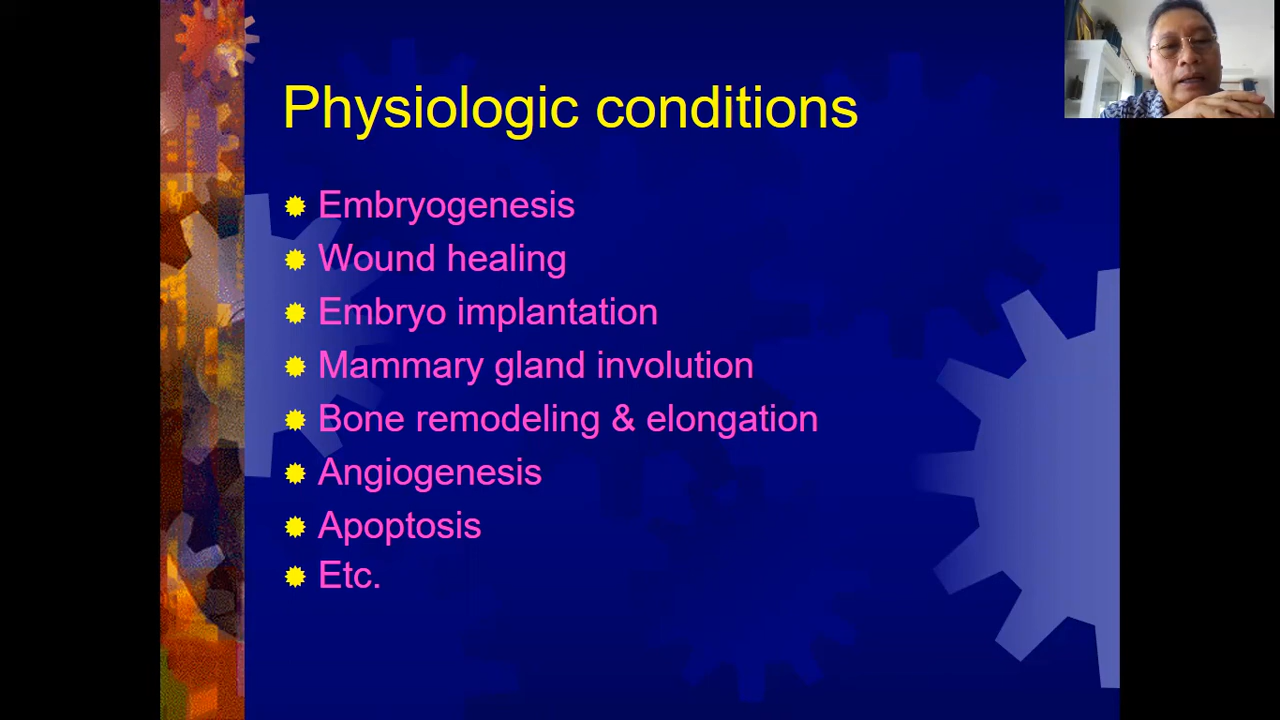 Physiologic conditions
Embryogenesis
Wound healing
Embryo implantation
Mammary gland involution
Bone remodeling & elongation
Angiogenesis
Apoptosis
Etc.